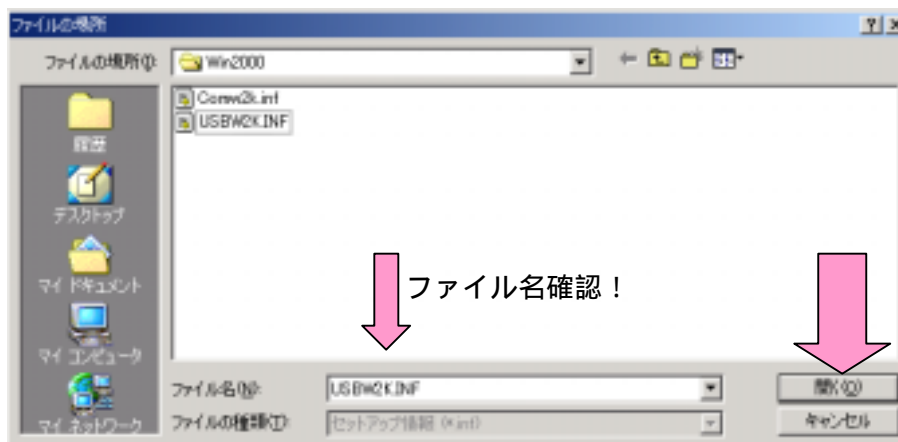 ファイルの場所
ファイルの場所(I):
Win2000
Comw2k.inf
USBW2K.INF
履歴
デスクトップ
マイ ドキュメント
マイ コンピュータ
マイ ネットワーク
ファイル名確認！
ファイル名(N):
USBW2K.INF
開く(O)
ファイルの種類(T):
セットアップ情報 (*.inf)
キャンセル